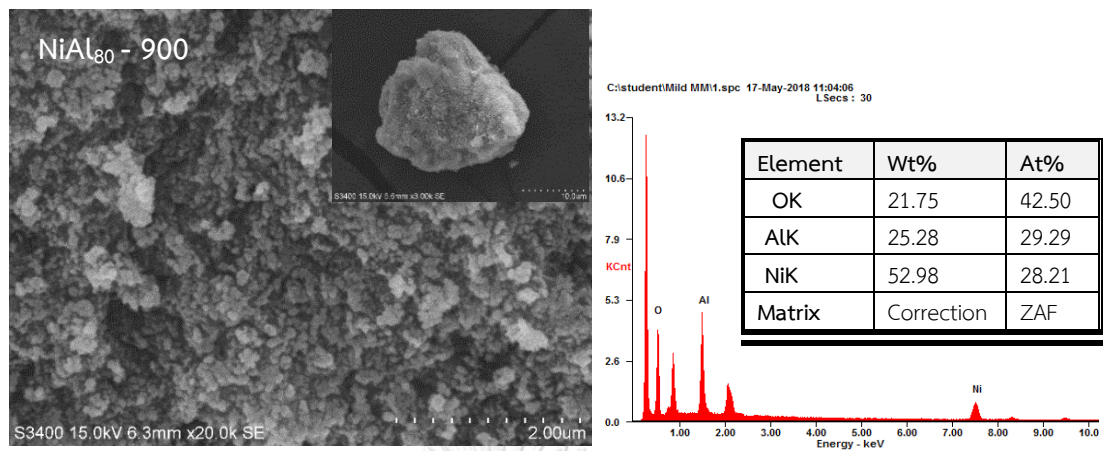 NiAl₈₀ - 900
S3400 15.0kV 5.6mm x3.00k SE
10.0um
S3400 15.0kV 6.3mm x20.0k SE
2.00um
C:\student\Mild MM\1.spc 17-May-2018 11:04:06
LSecs : 30
13.2
10.6
7.9
KCnt
5.3
2.6
0.0
O
Al
Ni
1.00 2.00 3.00 4.00 5.00 6.00 7.00 8.00 9.00 10.0
Energy - keV
Element Wt% At%
OK 21.75 42.50
AlK 25.28 29.29
NiK 52.98 28.21
Matrix Correction ZAF